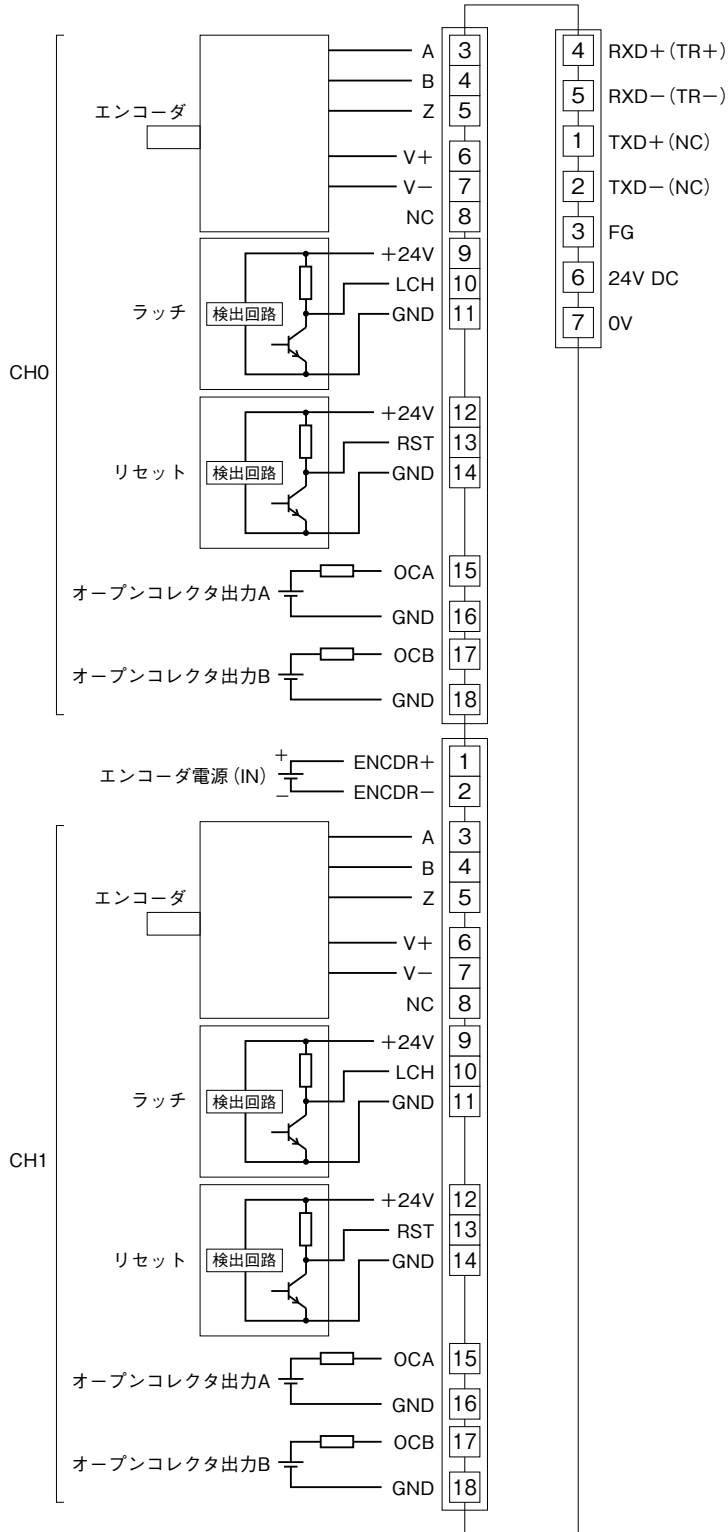 A 3
B 4
エンコーダ
Z 5
V+ 6
V− 7
NC 8
+24V 9
LCH 10
ラッチ 検出回路
GND 11
CH0
+24V 12
RST 13
リセット 検出回路
GND 14
OCA 15
オープンコレクタ出力A
GND 16
OCB 17
オープンコレクタ出力B
GND 18
+
エンコーダ電源(IN)
−
ENCDR+ 1
ENCDR− 2
A 3
B 4
エンコーダ
Z 5
V+ 6
V− 7
NC 8
+24V 9
LCH 10
ラッチ 検出回路
GND 11
CH1
+24V 12
RST 13
リセット 検出回路
GND 14
OCA 15
オープンコレクタ出力A
GND 16
OCB 17
オープンコレクタ出力B
GND 18
4 RXD+(TR+)
5 RXD−(TR−)
1 TXD+(NC)
2 TXD−(NC)
3 FG
6 24V DC
7 0V